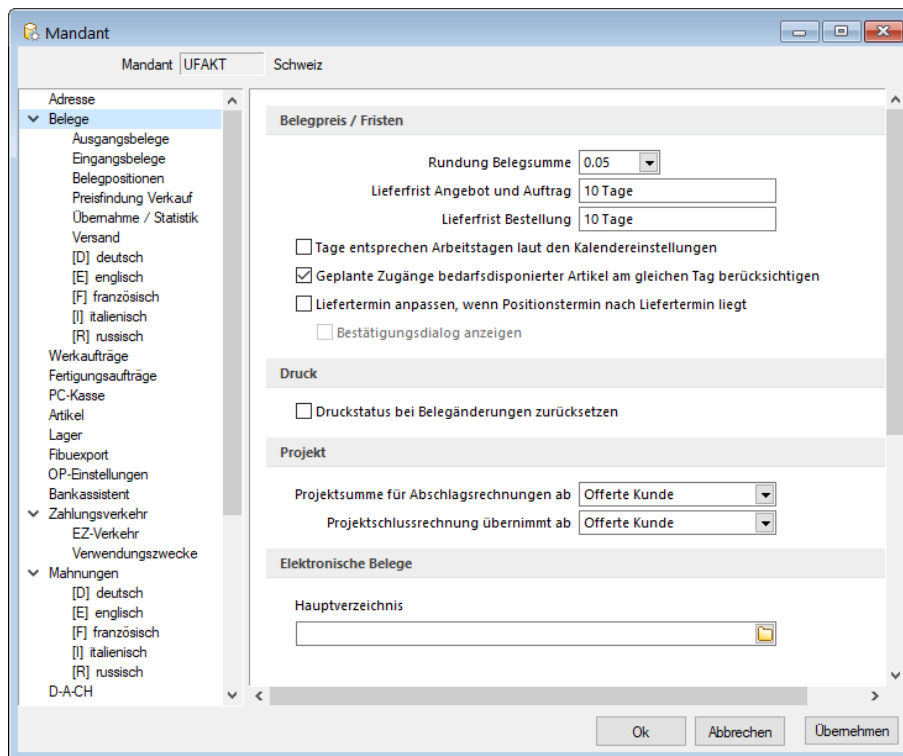 Mandant
Mandant UFAKT Schweiz
Adresse
Belege
Ausgangsbelege
Eingangsbelege
Belegpositionen
Preisfindung Verkauf
Übernahme / Statistik
Versand
[D] deutsch
[E] englisch
[F] französisch
[I] italienisch
[R] russisch
Werkaufträge
Fertigungsaufträge
PC-Kasse
Artikel
Lager
Fibuexport
OP-Einstellungen
Bankassistent
Zahlungsverkehr
EZ-Verkehr
Verwendungszwecke
Mahnungen
[D] deutsch
[E] englisch
[F] französisch
[I] italienisch
[R] russisch
D-A-CH
Belegpreis / Fristen
Rundung Belegsumme 0.05
Lieferfrist Angebot und Auftrag 10 Tage
Lieferfrist Bestellung 10 Tage
Tage entsprechen Arbeitstagen laut den Kalendereinstellungen
Geplante Zugänge bedarfsdisponierter Artikel am gleichen Tag berücksichtigen
Liefertermin anpassen, wenn Positionstermin nach Liefertermin liegt
Bestätigungsdialog anzeigen
Druck
Druckstatus bei Belegänderungen zurücksetzen
Projekt
Projektsumme für Abschlagsrechnungen ab Offerte Kunde
Projektschlussrechnung übernimmt ab Offerte Kunde
Elektronische Belege
Hauptverzeichnis
Ok Abbrechen Übernehmen